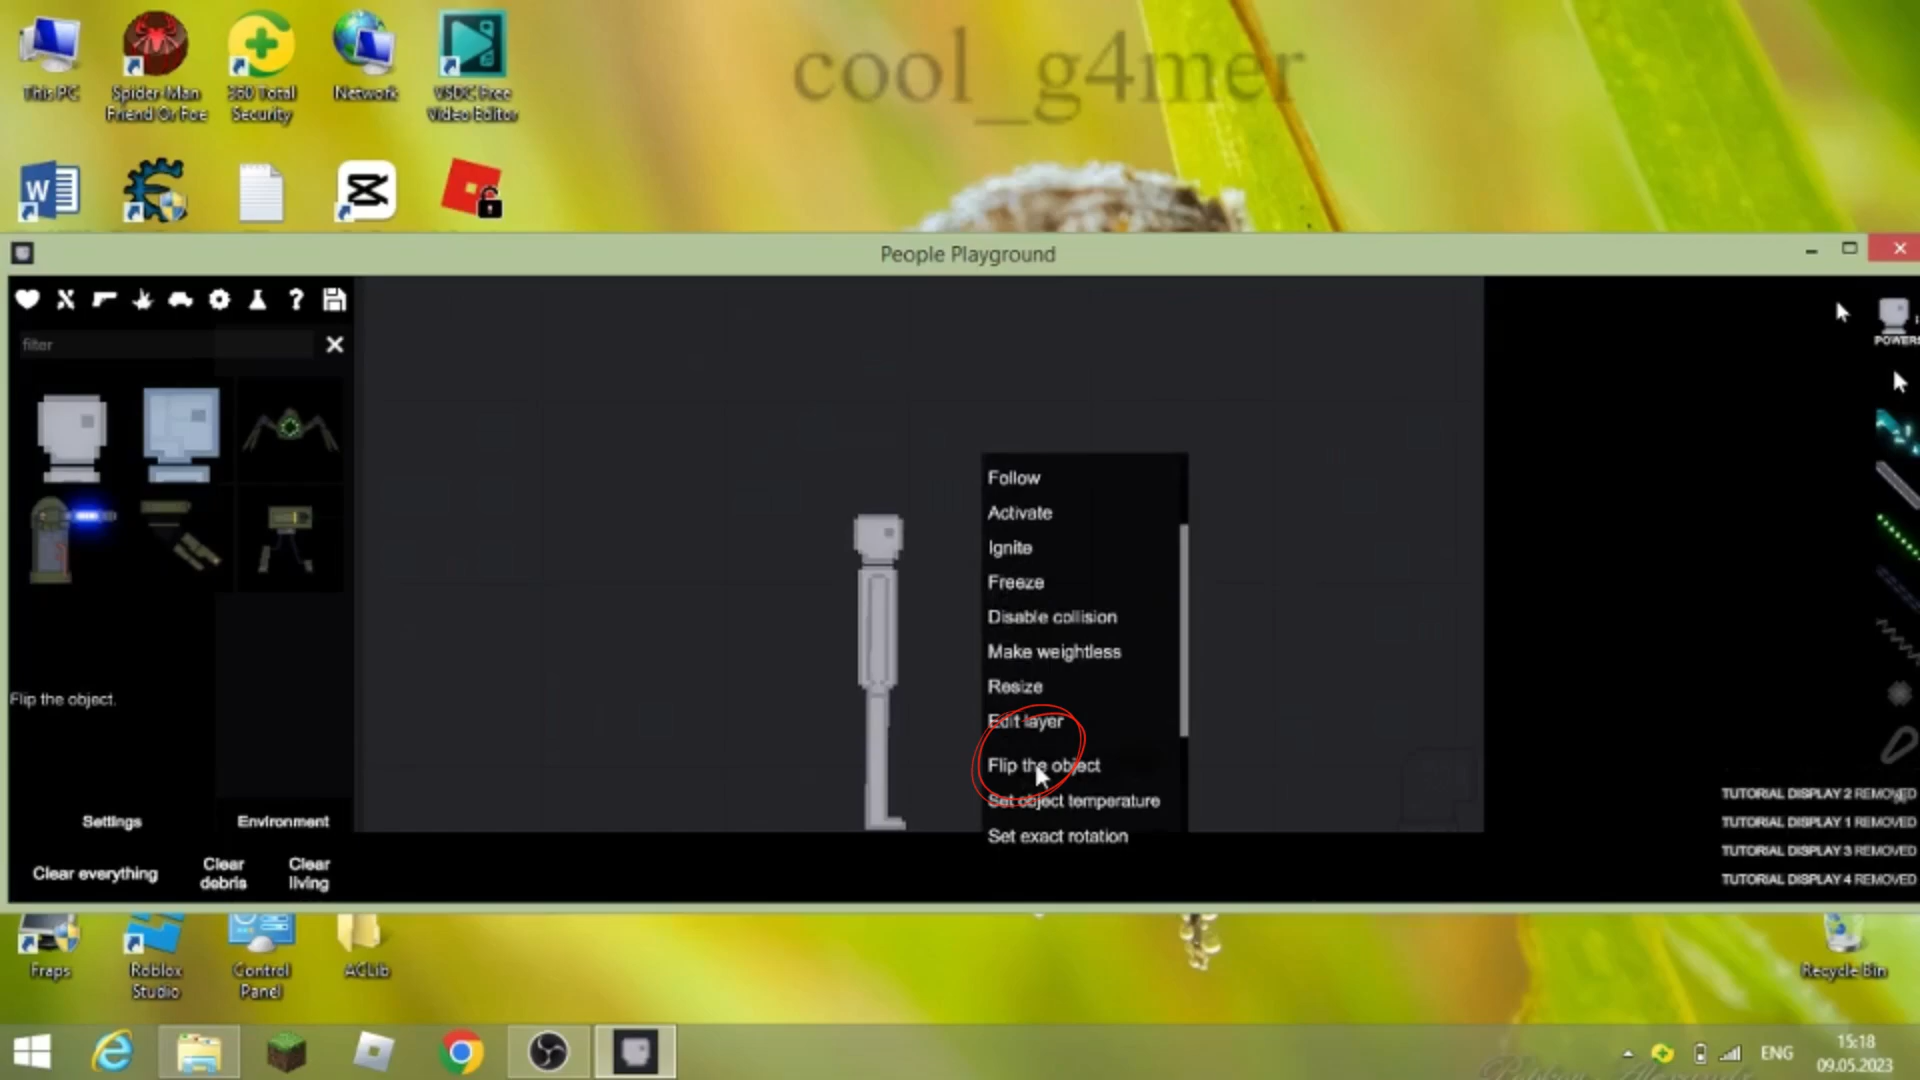 cool_g4mer
This PC
Spider-Man
Friend Or Foe
360 Total
Security
Network
VSDC Free
Video Editor
People Playground
filter
POWER
Follow
Activate
Ignite
Freeze
Disable collision
Make weightless
Resize
Edit layer
Flip the object
Set object temperature
Set exact rotation
Flip the object.
Settings
Environment
Clear everything
Clear
debris
Clear
living
TUTORIAL DISPLAY 2 REMOVED
TUTORIAL DISPLAY 1 REMOVED
TUTORIAL DISPLAY 3 REMOVED
TUTORIAL DISPLAY 4 REMOVED
Fraps
Roblox
Studio
Control
Panel
ACLib
Recycle Bin
ENG
15:18
09.05.2023